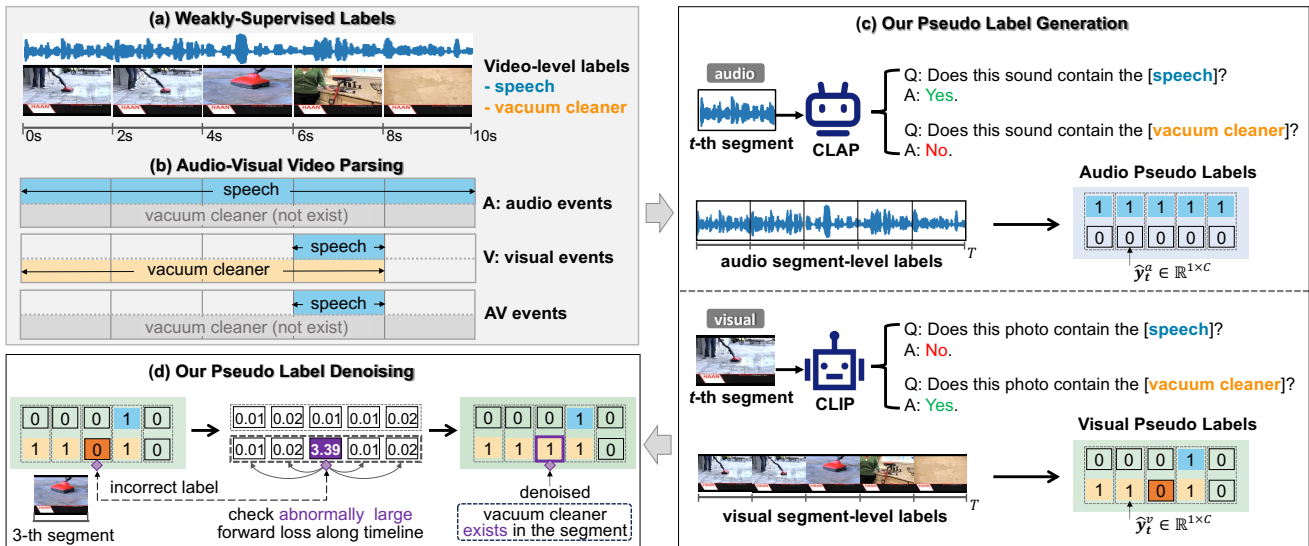 (a) Weakly-Supervised Labels
Video-level labels
- speech
- vacuum cleaner
HAAN
HAAN
HAAN
0s 2s 4s 6s 8s 10s
(b) Audio-Visual Video Parsing
speech
vacuum cleaner (not exist)
A: audio events
speech
vacuum cleaner
V: visual events
speech
vacuum cleaner (not exist)
AV events
(c) Our Pseudo Label Generation
audio
t-th segment
CLAP
Q: Does this sound contain the [speech]?
A: Yes.
Q: Does this sound contain the [vacuum cleaner]?
A: No.
audio segment-level labels
T
Audio Pseudo Labels
1 1 1 1 1
0 0 0 0 0
ŷₜᵃ ∈ ℝ¹ˣᶜ
visual
HAAN
t-th segment
CLIP
Q: Does this photo contain the [speech]?
A: No.
Q: Does this photo contain the [vacuum cleaner]?
A: Yes.
visual segment-level labels
T
Visual Pseudo Labels
0 0 0 1 0
1 1 0 1 0
ŷₜᵛ ∈ ℝ¹ˣᶜ
(d) Our Pseudo Label Denoising
0 0 0 1 0
1 1 0 1 0
incorrect label
3-th segment
0.01 0.02 0.01 0.01 0.02
0.01 0.02 3.39 0.01 0.02
check abnormally large
forward loss along timeline
0 0 0 1 0
1 1 1 1 0
denoised
vacuum cleaner
exists in the segment